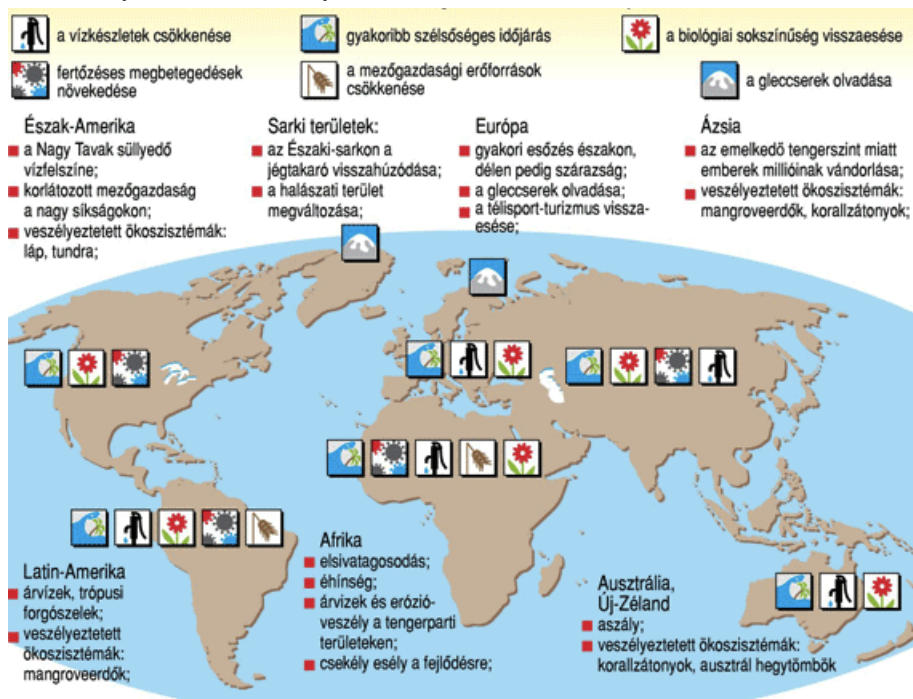 a vízkészletek csökkenése
gyakoribb szélsőséges időjárás
a biológiai sokszínűség visszaesése
fertőzéses megbetegedések
növekedése
a mezőgazdasági erőforrások
csökkenése
a gleccserek olvadása
Észak-Amerika
a Nagy Tavak süllyedő
vízfelszíne;
korlátozott mezőgazdaság
a nagy síkságokon;
veszélyeztetett ökoszisztémák:
láp, tundra;
Sarki területek:
az Északi-sarkon a
jégtakaró visszahúzódása;
a halászati terület
megváltozása;
Európa
gyakori esőzés északon,
délen pedig szárazság;
a gleccserek olvadása;
a télisport-turizmus vissza-
esése;
Ázsia
az emelkedő tengerszint miatt
emberek millióinak vándorlása;
veszélyeztetett ökoszisztémák:
mangroveerdők, korallzátonyok;
Latin-Amerika
árvízek, trópusi
forgószelek;
veszélyeztetett
ökoszisztémák:
mangroveerdők;
Afrika
elsivatagosodás;
éhínség;
árvizek és erózió-
veszély a tengerparti
területeken;
csekély esély a fejlődésre;
Ausztrália,
Új-Zéland
aszály;
veszélyeztetett ökoszisztémák:
korallzátonyok, ausztrál hegytömbök